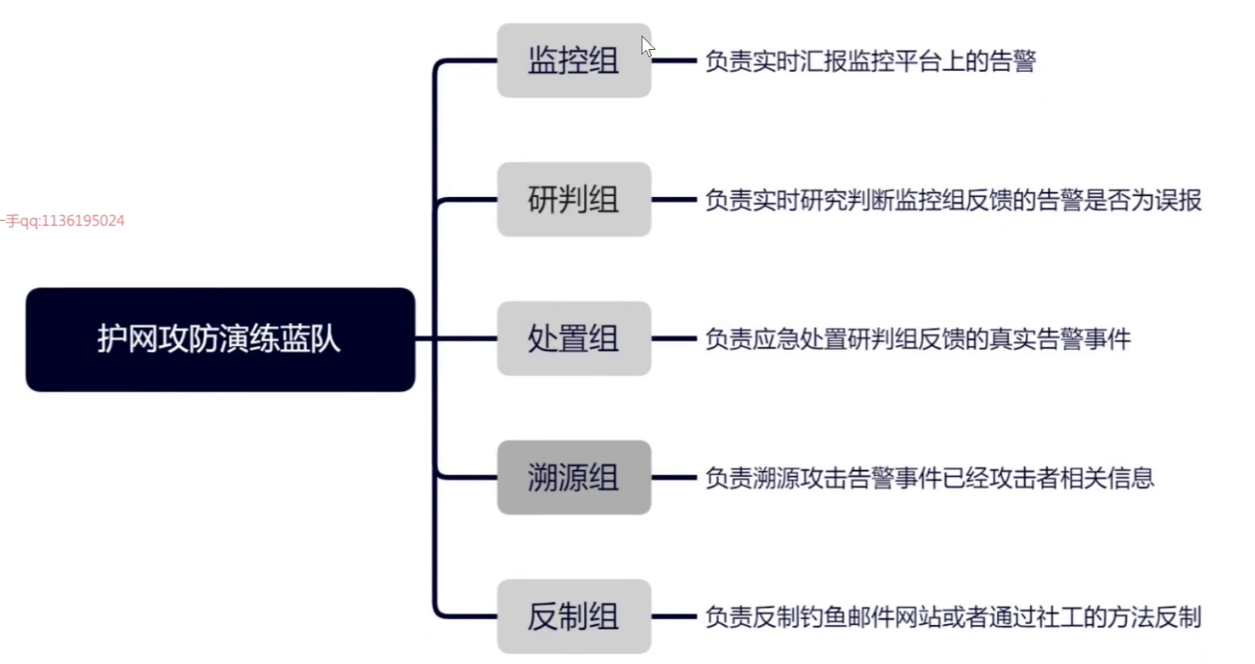 监控组
负责实时汇报监控平台上的告警
研判组
负责实时研究判断监控组反馈的告警是否为误报
一手qq:1136195024
护网攻防演练蓝队
处置组
负责应急处置研判组反馈的真实告警事件
溯源组
负责溯源攻击告警事件已经攻击者相关信息
反制组
负责反制钓鱼邮件网站或者通过社工的方法反制